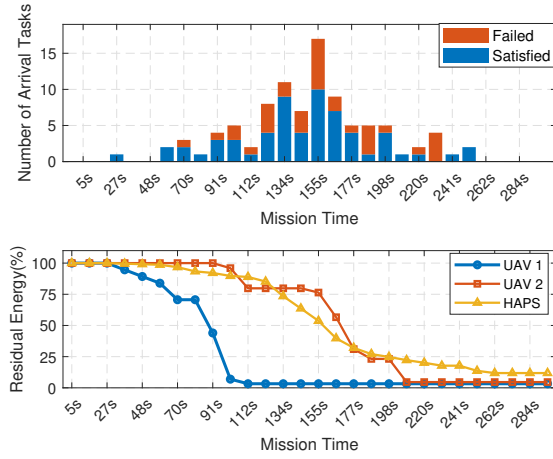 Number of Arrival Tasks
15
10
5
0
Failed
Satisfied
5s 27s 48s 70s 91s 112s 134s 155s 177s 198s 220s 241s 262s 284s
Mission Time
Residual Energy(%)
100
75
50
25
0
UAV 1
UAV 2
HAPS
5s 27s 48s 70s 91s 112s 134s 155s 177s 198s 220s 241s 262s 284s
Mission Time